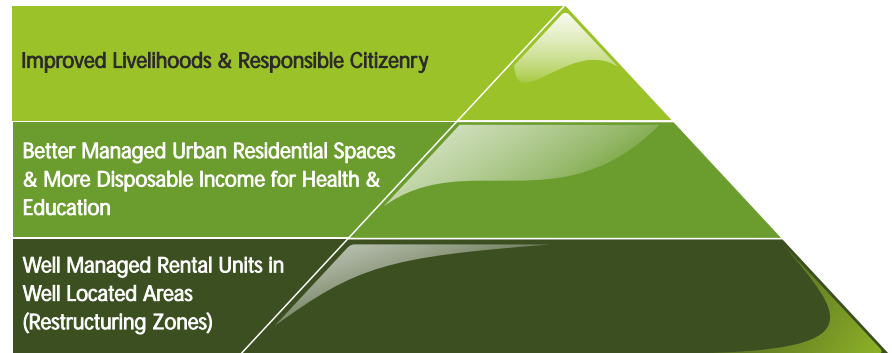 Improved Livelihoods & Responsible Citizenry
Better Managed Urban Residential Spaces
& More Disposable Income for Health &
Education
Well Managed Rental Units in
Well Located Areas
(Restructuring Zones)